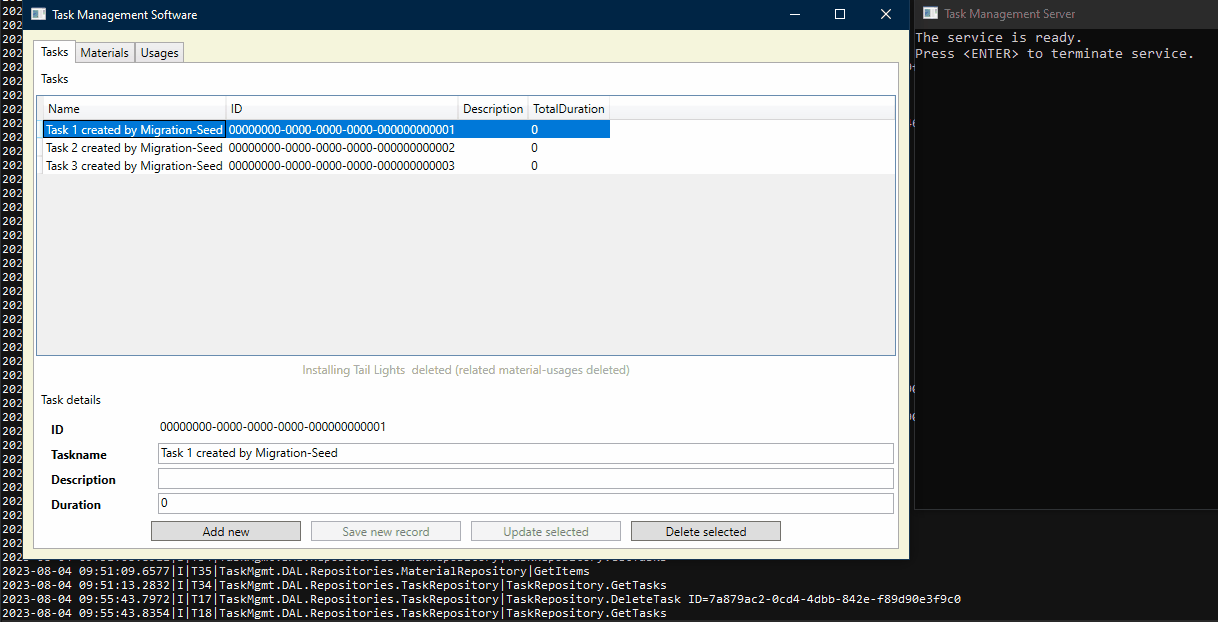 Task Management Software
Tasks Materials Usages
Tasks
Name ID Description TotalDuration
Task 1 created by Migration-Seed 00000000-0000-0000-0000-000000000001 0
Task 2 created by Migration-Seed 00000000-0000-0000-0000-000000000002 0
Task 3 created by Migration-Seed 00000000-0000-0000-0000-000000000003 0
Installing Tail Lights  deleted (related material-usages deleted)
Task details
ID 00000000-0000-0000-0000-000000000001
Taskname Task 1 created by Migration-Seed
Description
Duration 0
Add new Save new record Update selected Delete selected
Task Management Server
The service is ready.
Press <ENTER> to terminate service.
2023-08-04 09:51:09.6577|I|T35|TaskMgmt.DAL.Repositories.MaterialRepository|GetItems
2023-08-04 09:51:13.2832|I|T34|TaskMgmt.DAL.Repositories.TaskRepository|TaskRepository.GetTasks
2023-08-04 09:55:43.7972|I|T17|TaskMgmt.DAL.Repositories.TaskRepository|TaskRepository.DeleteTask ID=7a879ac2-0cd4-4dbb-842e-f89d90e3f9c0
2023-08-04 09:55:43.8354|I|T18|TaskMgmt.DAL.Repositories.TaskRepository|TaskRepository.GetTasks